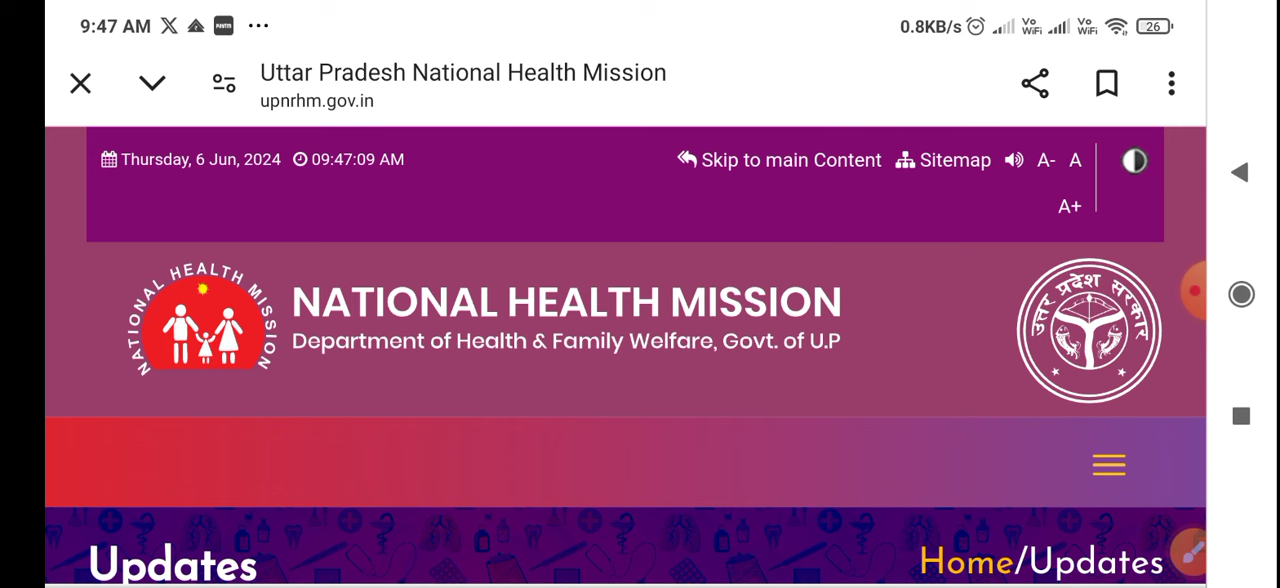 9:47 AM X Paytm ... 0.8KB/s Vo WiFi Vo WiFi 26
Uttar Pradesh National Health Mission
upnrhm.gov.in
Thursday, 6 Jun, 2024 09:47:09 AM Skip to main Content Sitemap A- A
A+
NATIONAL HEALTH MISSION
NATIONAL HEALTH MISSION
Department of Health & Family Welfare, Govt. of U.P
उत्तर प्रदेश सरकार
Updates Home/Updates